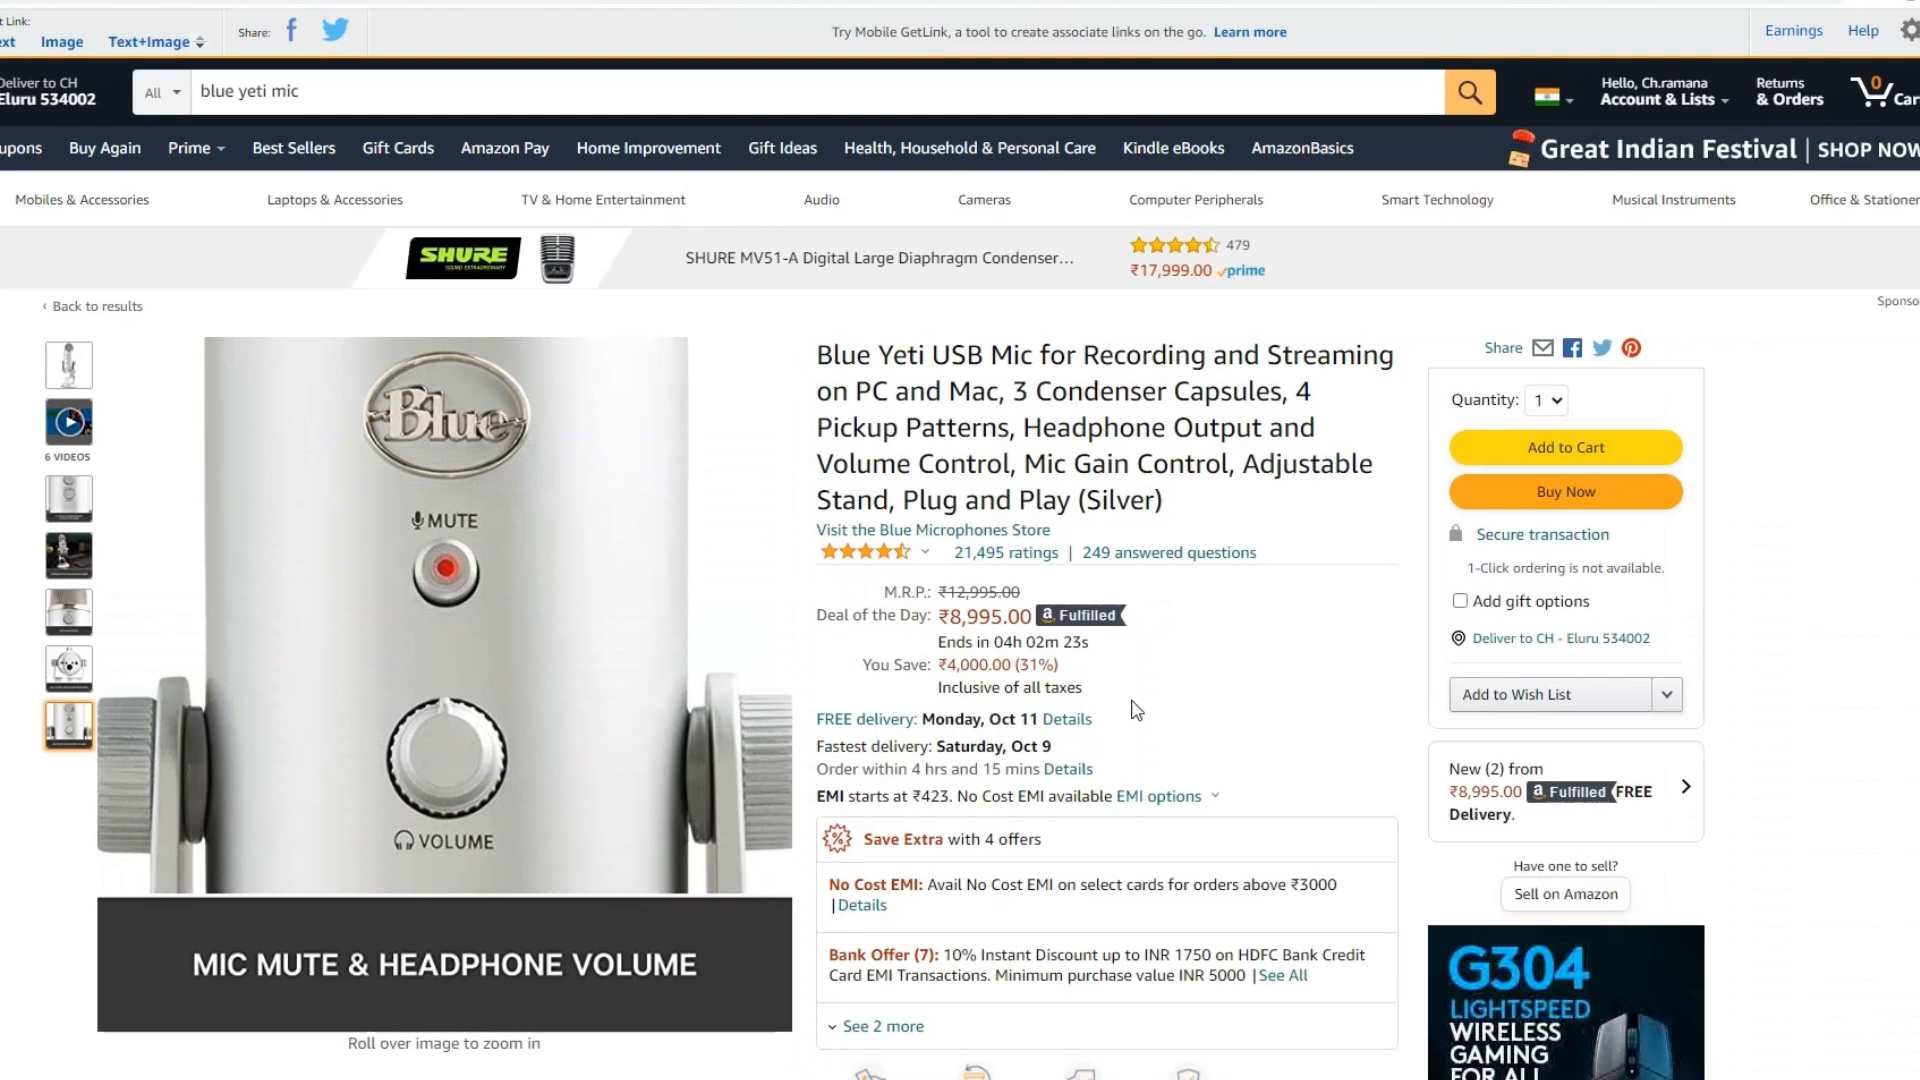 t Link:
ext Image Text+Image Share:
Try Mobile GetLink, a tool to create associate links on the go. Learn more
Earnings Help
Deliver to CH
Eluru 534002
All blue yeti mic
Hello, Ch.ramana
Account & Lists
Returns
& Orders
0
Car
upons Buy Again Prime Best Sellers Gift Cards Amazon Pay Home Improvement Gift Ideas Health, Household & Personal Care Kindle eBooks AmazonBasics
Great Indian Festival | SHOP NOW
Mobiles & Accessories Laptops & Accessories TV & Home Entertainment Audio Cameras Computer Peripherals Smart Technology Musical Instruments Office & Stationer
SHURE
SOUND EXTRAORDINARY
SHURE MV51-A Digital Large Diaphragm Condenser...
479
₹17,999.00 prime
‹ Back to results
Sponso
6 VIDEOS
Blue
MUTE
VOLUME
MIC MUTE & HEADPHONE VOLUME
Roll over image to zoom in
Blue Yeti USB Mic for Recording and Streaming
on PC and Mac, 3 Condenser Capsules, 4
Pickup Patterns, Headphone Output and
Volume Control, Mic Gain Control, Adjustable
Stand, Plug and Play (Silver)
Visit the Blue Microphones Store
21,495 ratings | 249 answered questions
M.R.P.: ₹12,995.00
Deal of the Day: ₹8,995.00 a Fulfilled
Ends in 04h 02m 23s
You Save: ₹4,000.00 (31%)
Inclusive of all taxes
FREE delivery: Monday, Oct 11 Details
Fastest delivery: Saturday, Oct 9
Order within 4 hrs and 15 mins Details
EMI starts at ₹423. No Cost EMI available EMI options
% Save Extra with 4 offers
No Cost EMI: Avail No Cost EMI on select cards for orders above ₹3000
|Details
Bank Offer (7): 10% Instant Discount up to INR 1750 on HDFC Bank Credit
Card EMI Transactions. Minimum purchase value INR 5000 |See All
See 2 more
Share
Quantity: 1
Add to Cart
Buy Now
Secure transaction
1-Click ordering is not available.
Add gift options
Deliver to CH - Eluru 534002
Add to Wish List
New (2) from
₹8,995.00 a Fulfilled FREE
Delivery.
Have one to sell?
Sell on Amazon
G304
LIGHTSPEED
WIRELESS
GAMING
FOR ALL